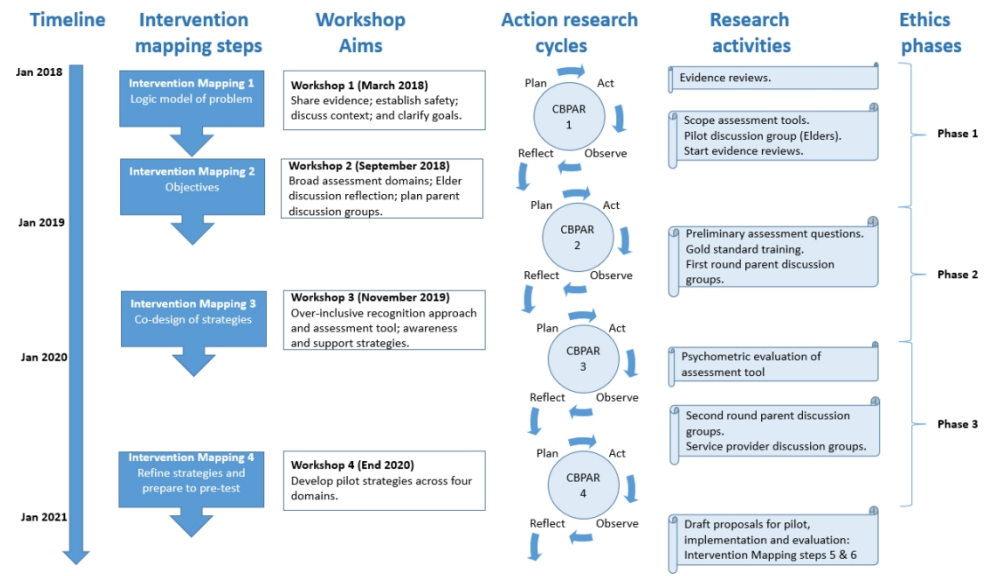 Timeline
Intervention
mapping steps
Workshop
Aims
Action research
cycles
Research
activities
Ethics
phases
Jan 2018
Jan 2019
Jan 2020
Jan 2021
Intervention Mapping 1
Logic model of problem
Intervention Mapping 2
Objectives
Intervention Mapping 3
Co-design of strategies
Intervention Mapping 4
Refine strategies and
prepare to pre-test
Workshop 1 (March 2018)
Share evidence; establish safety;
discuss context; and clarify goals.
Workshop 2 (September 2018)
Broad assessment domains; Elder
discussion reflection; plan parent
discussion groups.
Workshop 3 (November 2019)
Over-inclusive recognition approach
and assessment tool; awareness
and support strategies.
Workshop 4 (End 2020)
Develop pilot strategies across four
domains.
Plan
Act
CBPAR
1
Reflect
Observe
Plan
Act
CBPAR
2
Reflect
Observe
Plan
Act
CBPAR
3
Reflect
Observe
Plan
Act
CBPAR
4
Reflect
Observe
Evidence reviews.
Scope assessment tools.
Pilot discussion group (Elders).
Start evidence reviews.
Preliminary assessment questions.
Gold standard training.
First round parent discussion
groups.
Psychometric evaluation of
assessment tool
Second round parent discussion
groups.
Service provider discussion groups.
Draft proposals for pilot,
implementation and evaluation:
Intervention Mapping steps 5 & 6
Phase 1
Phase 2
Phase 3